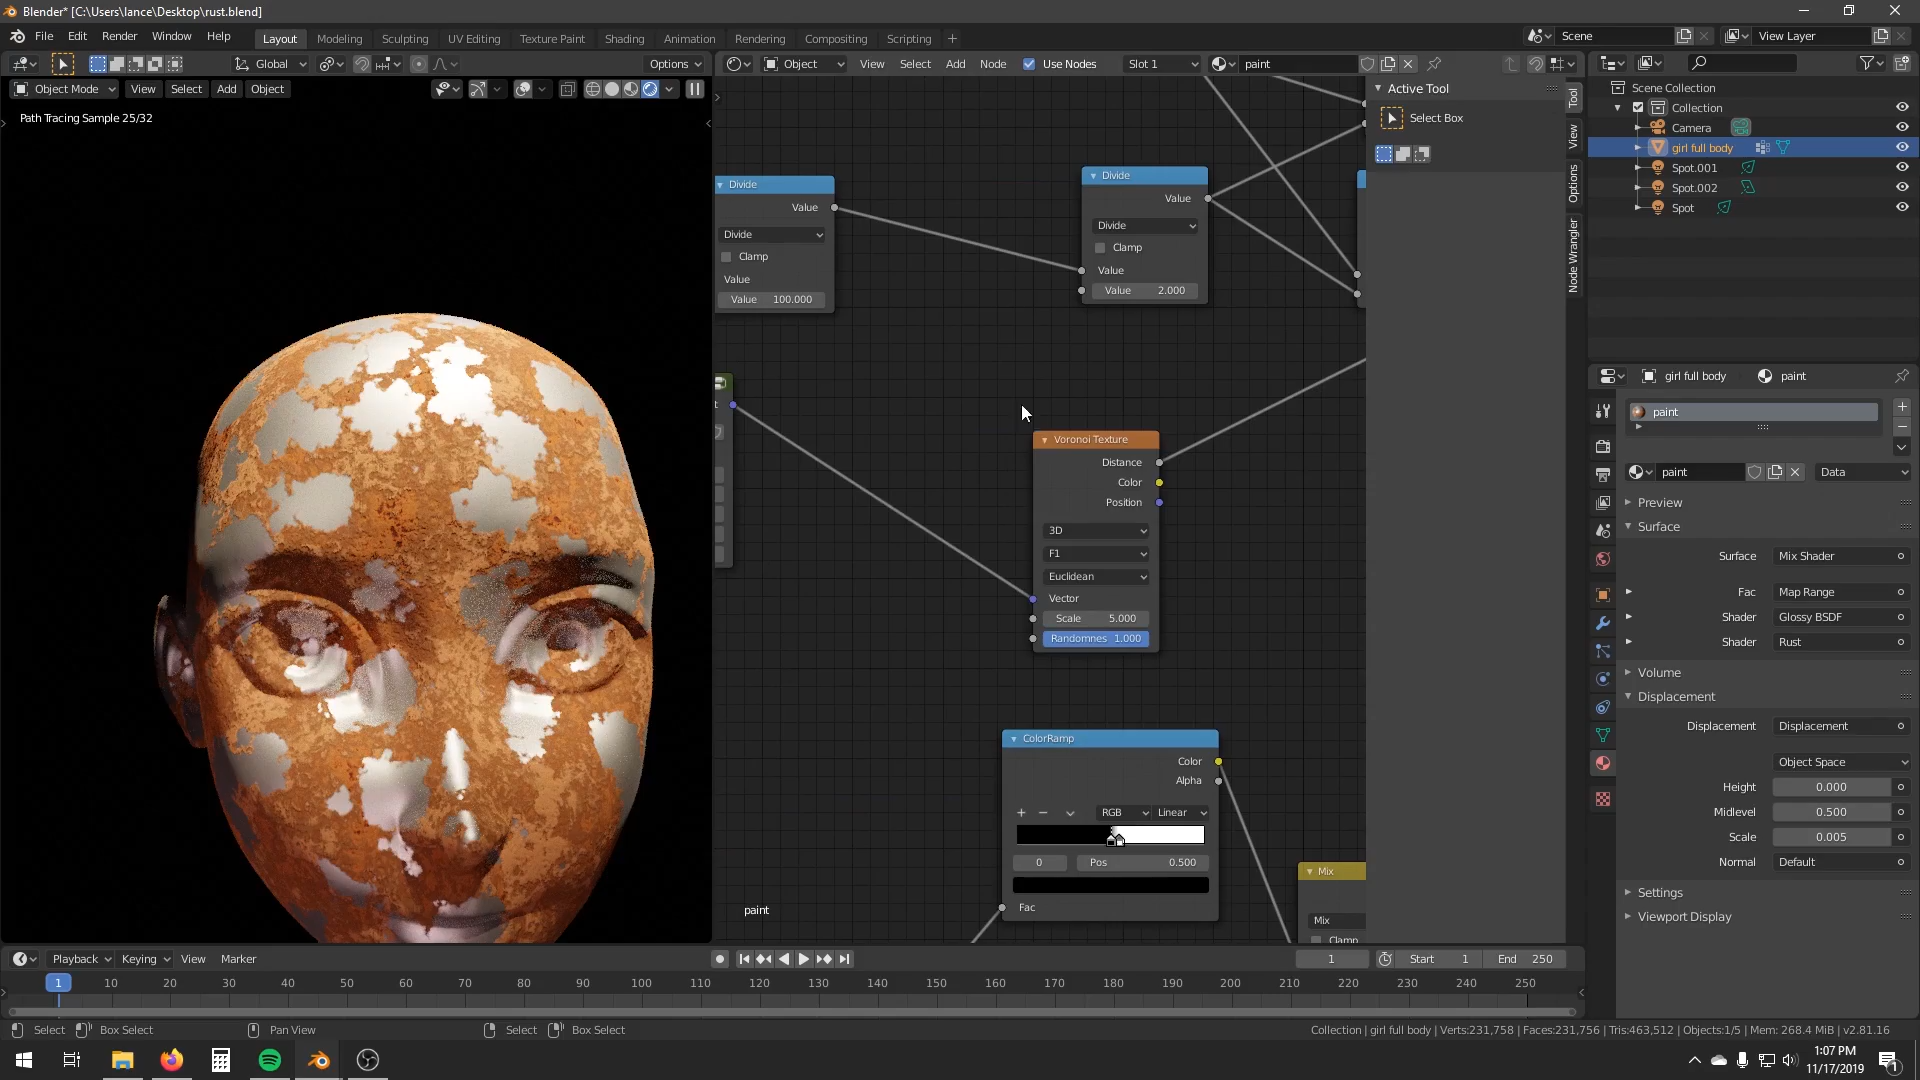 Blender* [C:\Users\lance\Desktop\rust.blend]
File Edit Render Window Help
Layout Modeling Sculpting UV Editing Texture Paint Shading Animation Rendering Compositing Scripting
Scene
View Layer
Global
Options
Object
View Select Add Node
Use Nodes
Slot 1
paint
Object Mode View Select Add Object
Path Tracing Sample 25/32
Divide
Value
Divide
Clamp
Value
Value 100.000
Divide
Value
Divide
Clamp
Value
Value 2.000
t
Voronoi Texture
Distance
Color
Position
3D
F1
Euclidean
Vector
Scale 5.000
Randomnes 1.000
ColorRamp
Color
Alpha
RGB Linear
0 Pos 0.500
Fac
Mix
Mix
Clamp
paint
Active Tool
Select Box
Tool
View
Options
Node Wrangler
Scene Collection
Collection
Camera
girl full body
Spot.001
Spot.002
Spot
girl full body paint
paint
paint
Data
Preview
Surface
Surface Mix Shader
Fac Map Range
Shader Glossy BSDF
Shader Rust
Volume
Displacement
Displacement Displacement
Object Space
Height 0.000
Midlevel 0.500
Scale 0.005
Normal Default
Settings
Viewport Display
Playback Keying View Marker
1
Start 1
End 250
1 10 20 30 40 50 60 70 80 90 100 110 120 130 140 150 160 170 180 190 200 210 220 230 240 250
Select Box Select Pan View Select Box Select
Collection | girl full body | Verts:231,758 | Faces:231,756 | Tris:463,512 | Objects:1/5 | Mem: 268.4 MiB | v2.81.16
1:07 PM
11/17/2019
1